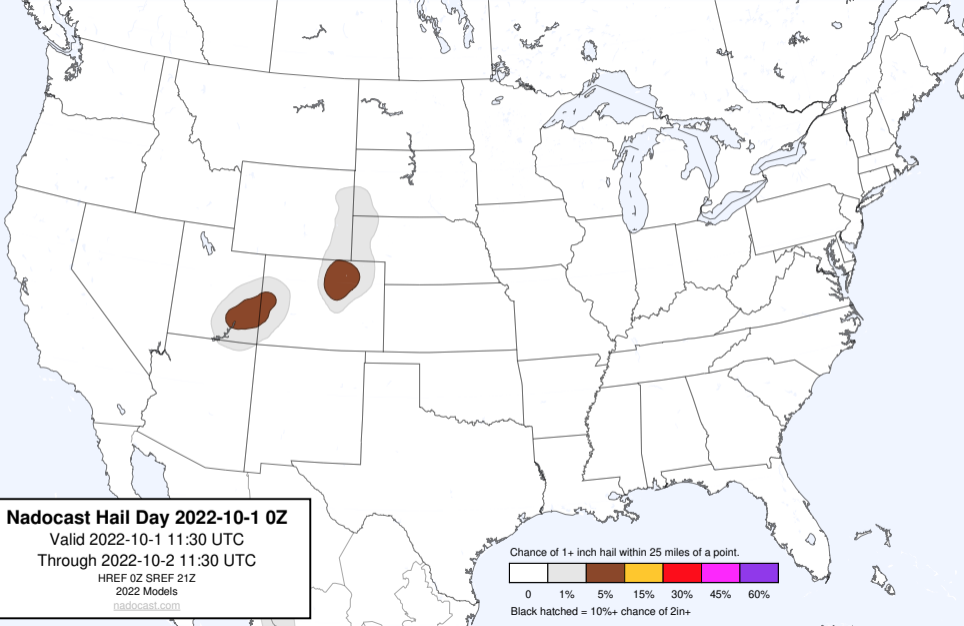 Nadocast Hail Day 2022-10-1 0Z
Valid 2022-10-1 11:30 UTC
Through 2022-10-2 11:30 UTC
HREF 0Z SREF 21Z
2022 Models
nadocast.com
Chance of 1+ inch hail within 25 miles of a point.
0 1% 5% 15% 30% 45% 60%
Black hatched = 10%+ chance of 2in+